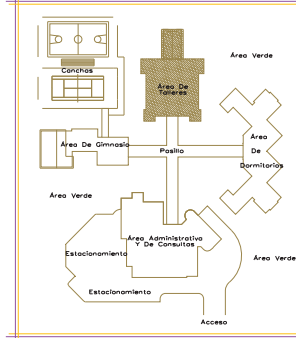 Área Verde
Canchas
Área De
Talleres
Área De Gimnasio
Pasillo
Área
De
Dormitorios
Área Verde
Área Administrativa
Y De Consultas
Estacionamiento
Área Verde
Estacionamiento
Acceso